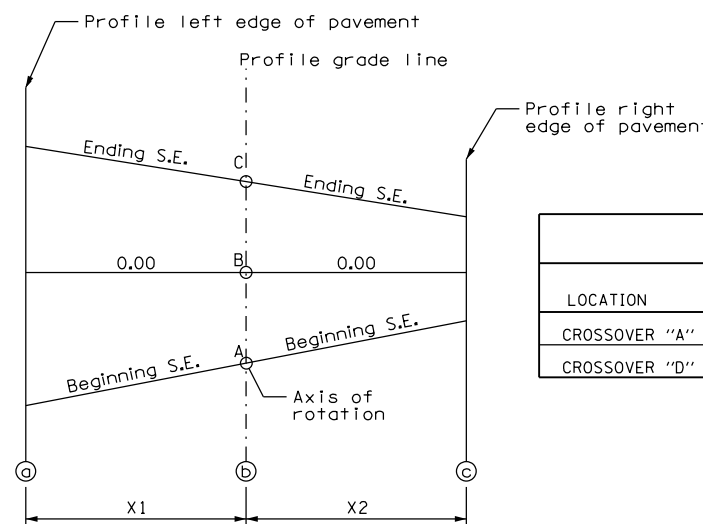 Profile left edge of pavement
Profile grade line
Profile right
edge of pavement
Ending S.E.
C
Ending S.E.
0.00
B
0.00
Beginning S.E.
A
Beginning S.E.
Axis of
rotation
LOCATION
CROSSOVER "A"
CROSSOVER "D"
a
b
c
X1
X2